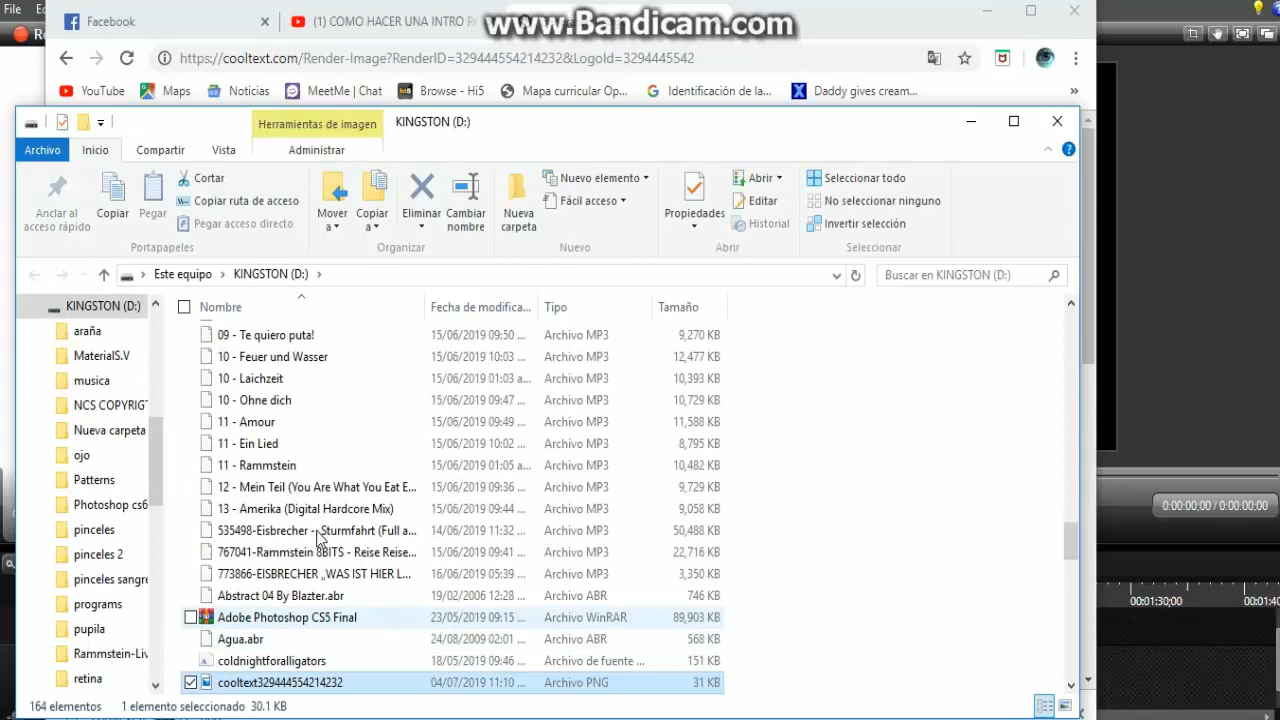 Facebook × (1) COMO HACER UNA INTRO P
www.Bandicam.com
File
https://cooltext.com/Render-Image?RenderID=329444554214232&LogoId=3294445542
YouTube Maps Noticias MeetMe | Chat Browse - Hi5 Mapa curricular Op... Identificación de la... Daddy gives cream... »
Herramientas de imagen KINGSTON (D:)
Archivo Inicio Compartir Vista Administrar
Anclar al acceso rápido
Copiar
Pegar
Cortar
Copiar ruta de acceso
Pegar acceso directo
Mover a
Copiar a
Eliminar
Cambiar nombre
Nueva carpeta
Nuevo elemento
Fácil acceso
Propiedades
Abrir
Editar
Historial
Seleccionar todo
No seleccionar ninguno
Invertir selección
Portapapeles Organizar Nuevo Abrir Seleccionar
Este equipo > KINGSTON (D:) >
Buscar en KINGSTON (D:)
KINGSTON (D:)
araña
MaterialS.V
musica
NCS COPYRIGT
Nueva carpeta
ojo
Patterns
Photoshop cs6
pinceles
pinceles 2
pinceles sangre
programs
pupila
Rammstein-Liv
retina
Nombre Fecha de modifica... Tipo Tamaño
09 - Te quiero puta! 15/06/2019 09:50 ... Archivo MP3 9,270 KB
10 - Feuer und Wasser 15/06/2019 10:03 ... Archivo MP3 12,477 KB
10 - Laichzeit 15/06/2019 01:03 a... Archivo MP3 10,393 KB
10 - Ohne dich 15/06/2019 09:47 ... Archivo MP3 10,729 KB
11 - Amour 15/06/2019 09:49 ... Archivo MP3 11,588 KB
11 - Ein Lied 15/06/2019 10:02 ... Archivo MP3 8,795 KB
11 - Rammstein 15/06/2019 01:05 a... Archivo MP3 10,482 KB
12 - Mein Teil (You Are What You Eat E... 15/06/2019 09:36 ... Archivo MP3 9,729 KB
13 - Amerika (Digital Hardcore Mix) 15/06/2019 09:44 ... Archivo MP3 9,058 KB
535498-Eisbrecher - Sturmfahrt (Full a... 14/06/2019 11:32 ... Archivo MP3 50,488 KB
767041-Rammstein 8BITS - Reise Reise... 15/06/2019 09:41 ... Archivo MP3 22,716 KB
773866-EISBRECHER „WAS IST HIER L... 16/06/2019 05:39 ... Archivo MP3 3,350 KB
Abstract 04 By Blazter.abr 19/02/2009 12:28 ... Archivo ABR 746 KB
Adobe Photoshop CS5 Final 23/05/2019 09:15 ... Archivo WinRAR 89,903 KB
Agua.abr 24/08/2009 02:01 ... Archivo ABR 568 KB
coldnightforalligators 18/05/2019 09:46 ... Archivo de fuente ... 151 KB
cooltext329444554214232 04/07/2019 11:10 ... Archivo PNG 31 KB
164 elementos 1 elemento seleccionado 30.1 KB
0:00:00;00 / 0:00:00;00
00:01:30;00 00:01:40